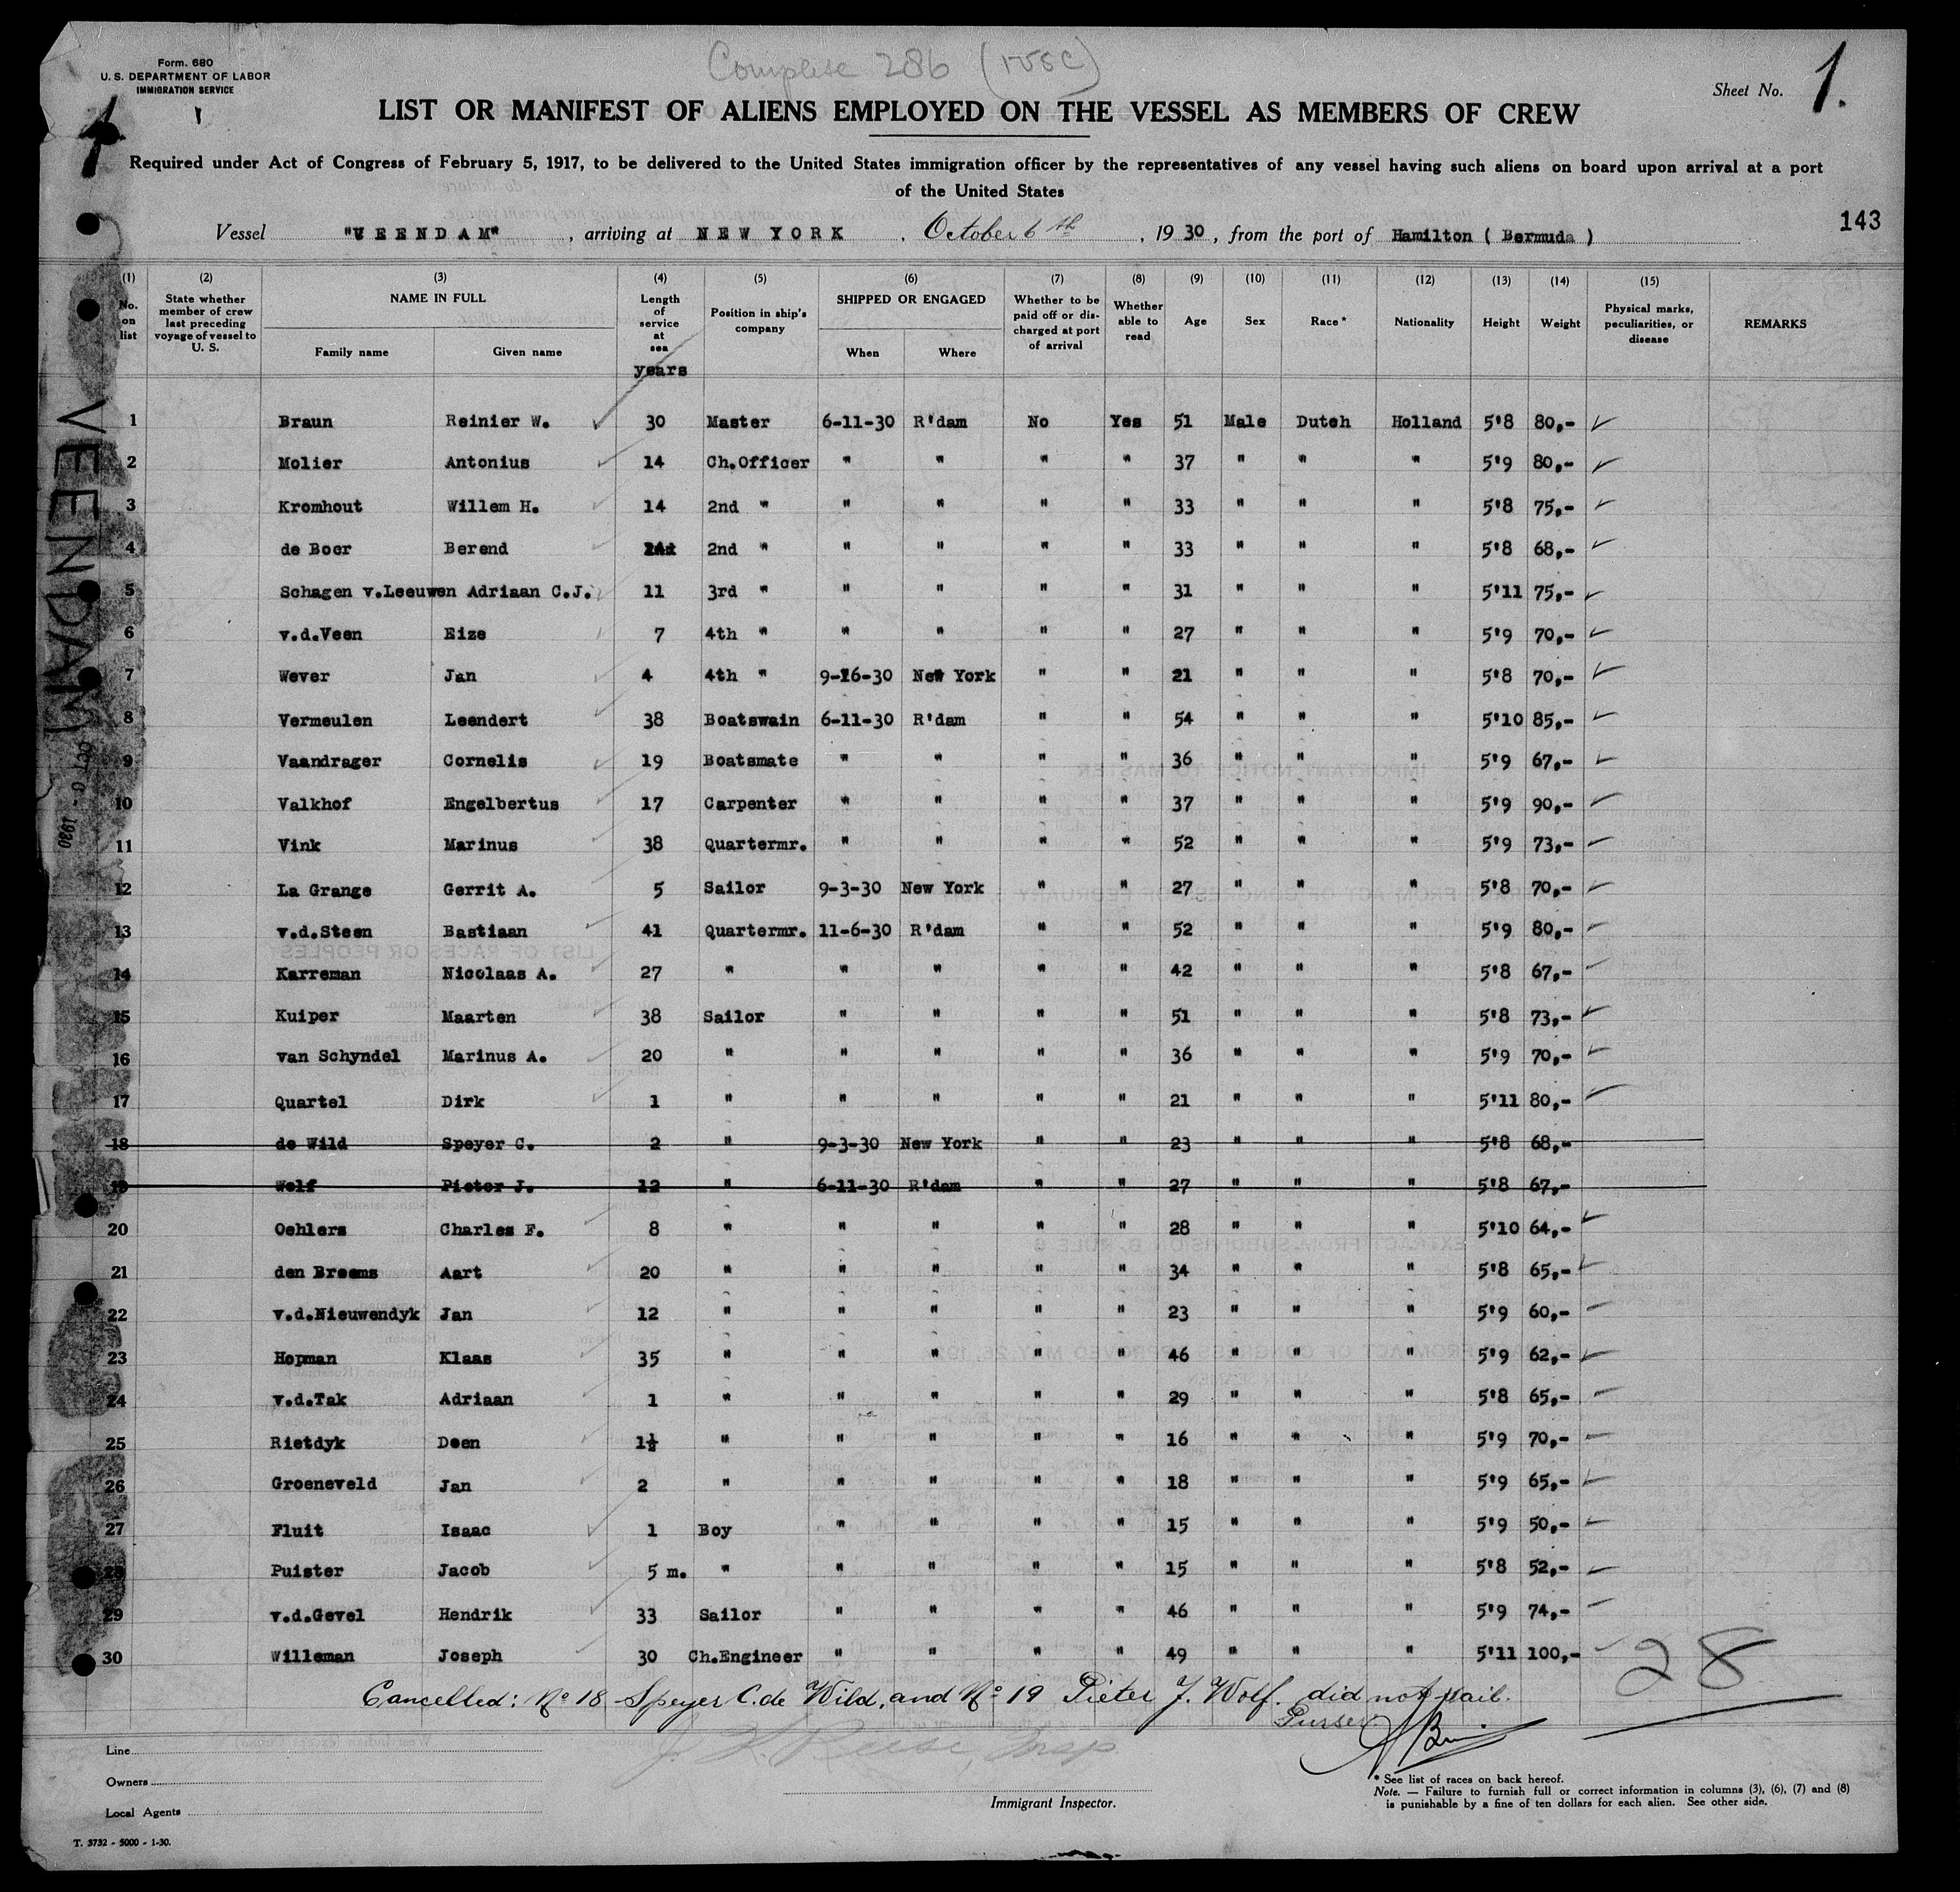 Complete 286
Form. 680
U. S. DEPARTMENT OF LABOR
IMMIGRATION SERVICE
Sheet No. 1.
LIST OR MANIFEST OF ALIENS EMPLOYED ON THE VESSEL AS MEMBERS OF CREW
Required under Act of Congress of February 5, 1917, to be delivered to the United States immigration officer by the representatives of any vessel having such aliens on board upon arrival at a port
of the United States
143
Vessel "VEENDAM", arriving at NEW YORK, October 6th, 1930, from the port of Hamilton ( Bermuda )
(1) No. on list (2) State whether member of crew last preceding voyage of vessel to U. S. (3) NAME IN FULL Family name Given name (4) Length of service at sea years (5) Position in ship's company (6) SHIPPED OR ENGAGED When Where (7) Whether to be paid off or discharged at port of arrival (8) Whether able to read (9) Age (10) Sex (11) Race * (12) Nationality (13) Height (14) Weight (15) Physical marks, peculiarities, or disease REMARKS
1 Braun Reinier W. 30 Master 6-11-30 R'dam No Yes 51 Male Dutch Holland 5'8 80,-
2 Molier Antonius 14 Ch.Officer " " " " 37 " " " 5'9 80,-
3 Kromhout Willem H. 14 2nd " " " " " 33 " " " 5'8 75,-
4 de Boer Berend 2nd " " " " " 33 " " " 5'8 68,-
5 Schagen v.Leeuwen Adriaan C.J. 11 3rd " " " " " 31 " " " 5'11 75,-
6 v.d.Veen Eize 7 4th " " " " " 27 " " " 5'9 70,-
7 Wever Jan 4 4th " 9-26-30 New York " " 21 " " " 5'8 70,-
8 Vermeulen Leendert 38 Boatswain 6-11-30 R'dam " " 54 " " " 5'10 85,-
9 Vaandrager Cornelis 19 Boatsmate " " " " 36 " " " 5'9 67,-
10 Valkhof Engelbertus 17 Carpenter " " " " 37 " " " 5'9 90,-
11 Vink Marinus 38 Quartermr. " " " " 52 " " " 5'9 73,-
12 La Grange Gerrit A. 5 Sailor 9-3-30 New York " " 27 " " " 5'8 70,-
13 v.d.Steen Bastiaan 41 Quartermr. 11-6-30 R'dam " " 52 " " " 5'9 80,-
14 Karreman Nicolaas A. 27 " " " " " 42 " " " 5'8 67,-
15 Kuiper Maarten 38 Sailor " " " " 51 " " " 5'8 73,-
16 van Schyndel Marinus A. 20 " " " " " 36 " " " 5'9 70,-
17 Quartel Dirk 1 " " " " " 21 " " " 5'11 80,-
18 de Wild Speyer C. 2 " 9-3-30 New York " " 23 " " " 5'8 68,-
19 Wolf Pieter J. 12 " 6-11-30 R'dam " " 27 " " " 5'8 67,-
20 Oehlers Charles F. 8 " " " " " 28 " " " 5'10 64,-
21 den Breems Aart 20 " " " " " 34 " " " 5'8 65,-
22 v.d.Nieuwendyk Jan 12 " " " " " 23 " " " 5'9 60,-
23 Hopman Klaas 35 " " " " " 46 " " " 5'9 62,-
24 v.d.Tak Adriaan 1 " " " " " 29 " " " 5'8 65,-
25 Rietdyk Deen 1½ " " " " " 16 " " " 5'9 70,-
26 Groeneveld Jan 2 " " " " " 18 " " " 5'9 65,-
27 Fluit Isaac 1 Boy " " " " 15 " " " 5'9 50,-
28 Puister Jacob 5 m. " " " " " 15 " " " 5'8 52,-
29 v.d.Gevel Hendrik 33 Sailor " " " " 46 " " " 5'9 74,-
30 Willeman Joseph 30 Ch.Engineer " " " " 49 " " " 5'11 100,-
28
Cancelled: No 18 Speyer C. de Wild, and No 19 Pieter J. Wolf. did not sail.
Purser
Line
Owners
Local Agents
J. Reese, Insp
Immigrant Inspector.
* See list of races on back hereof.
Note. — Failure to furnish full or correct information in columns (3), (6), (7) and (8)
is punishable by a fine of ten dollars for each alien. See other side.
T. 3732 - 5000 - 1-30.
VEENDAM
OCT 6 - 1930